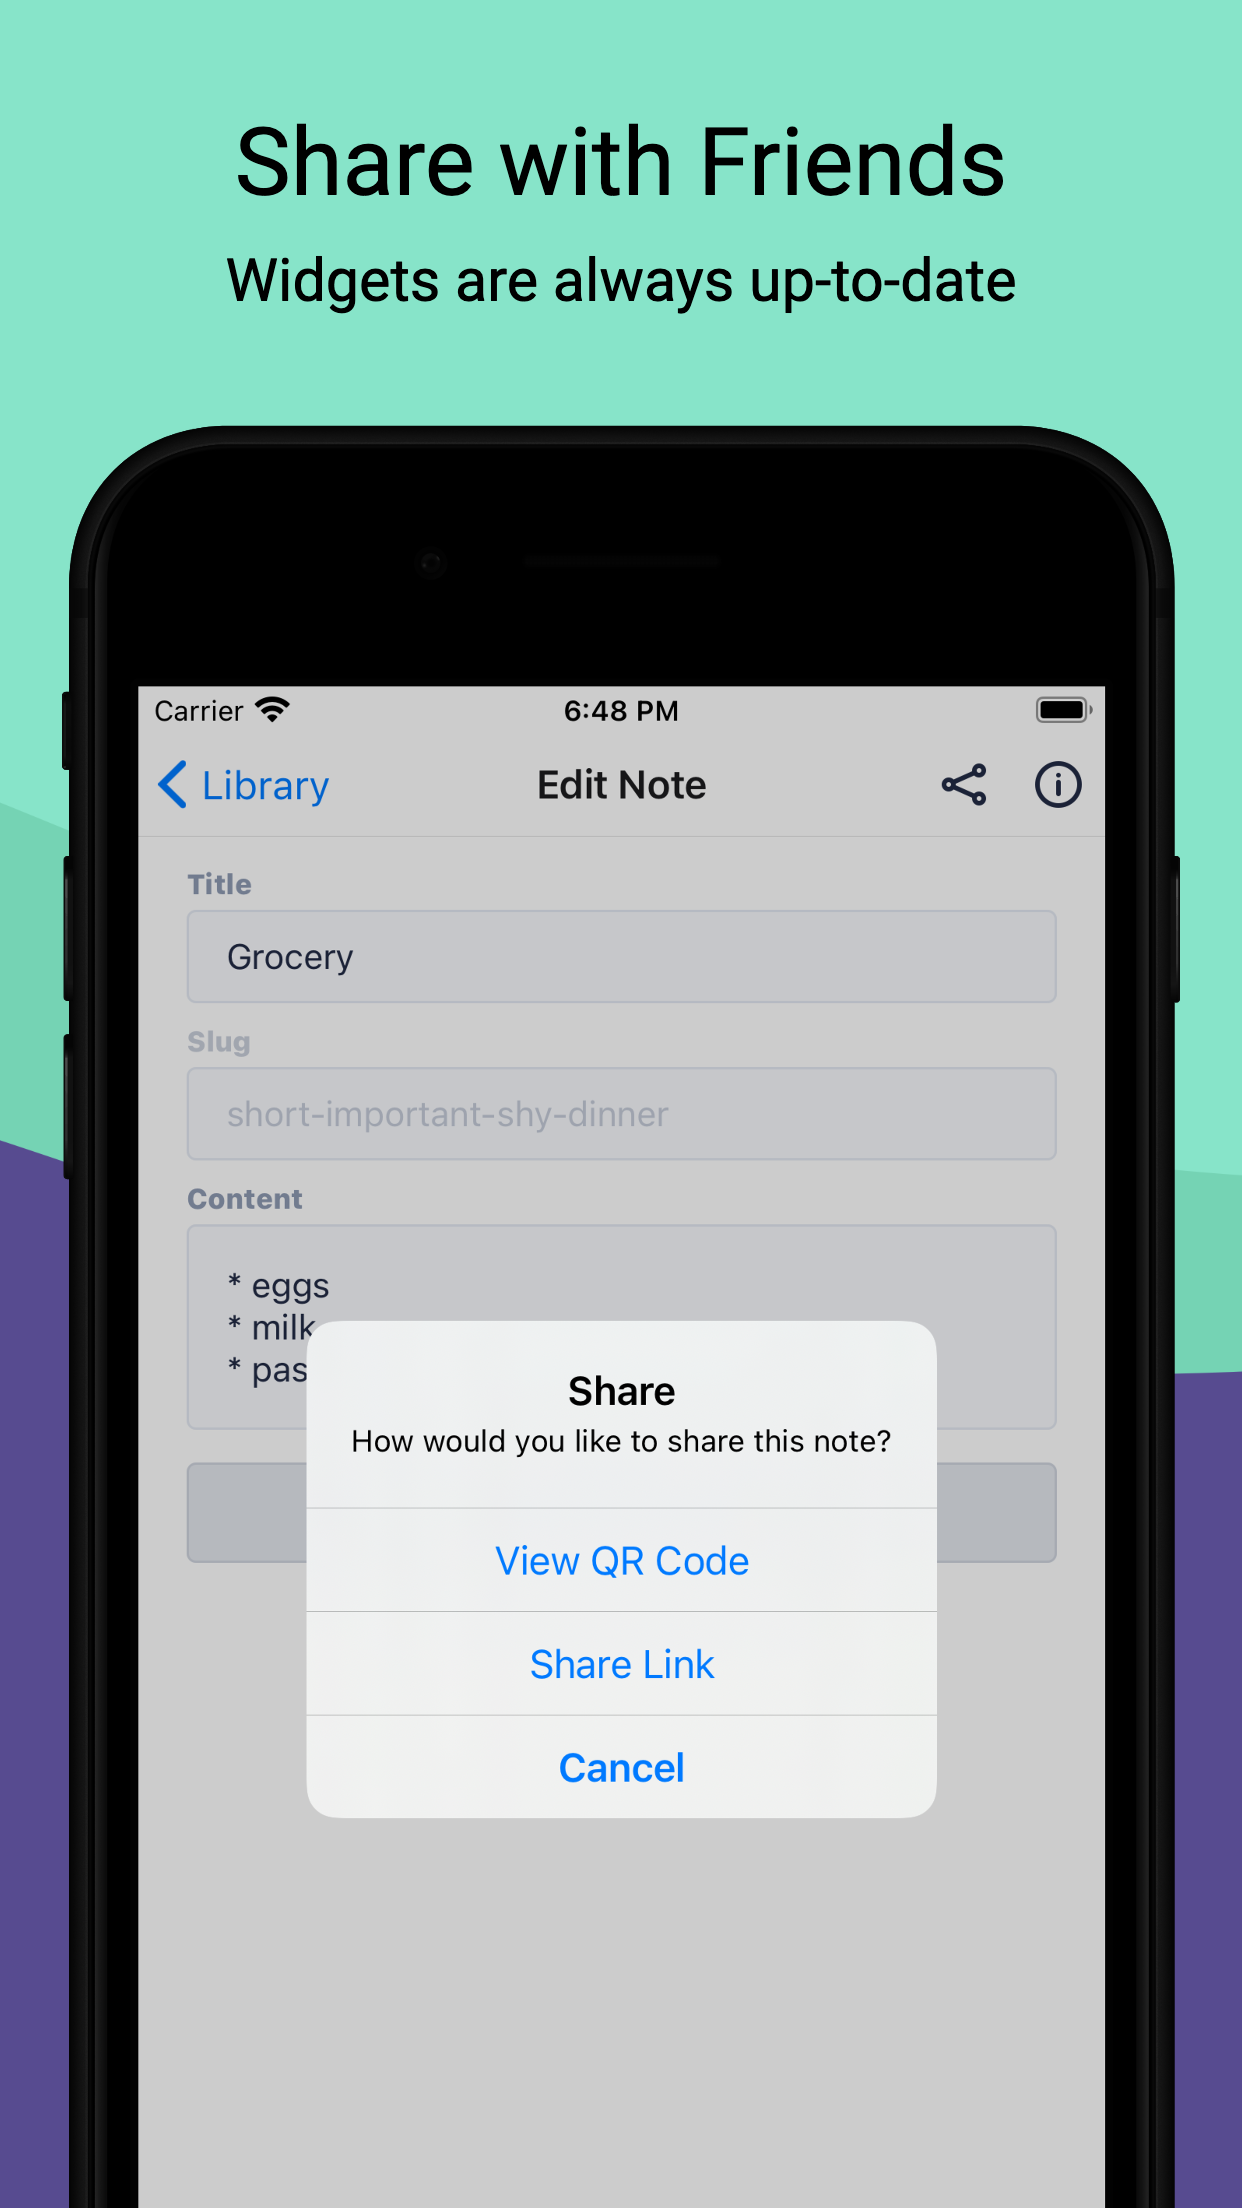 Share with Friends
Widgets are always up-to-date
Carrier 6:48 PM
Library Edit Note
Title
Grocery
Slug
short-important-shy-dinner
Content
* eggs
* milk
* pas
Share
How would you like to share this note?
View QR Code
Share Link
Cancel